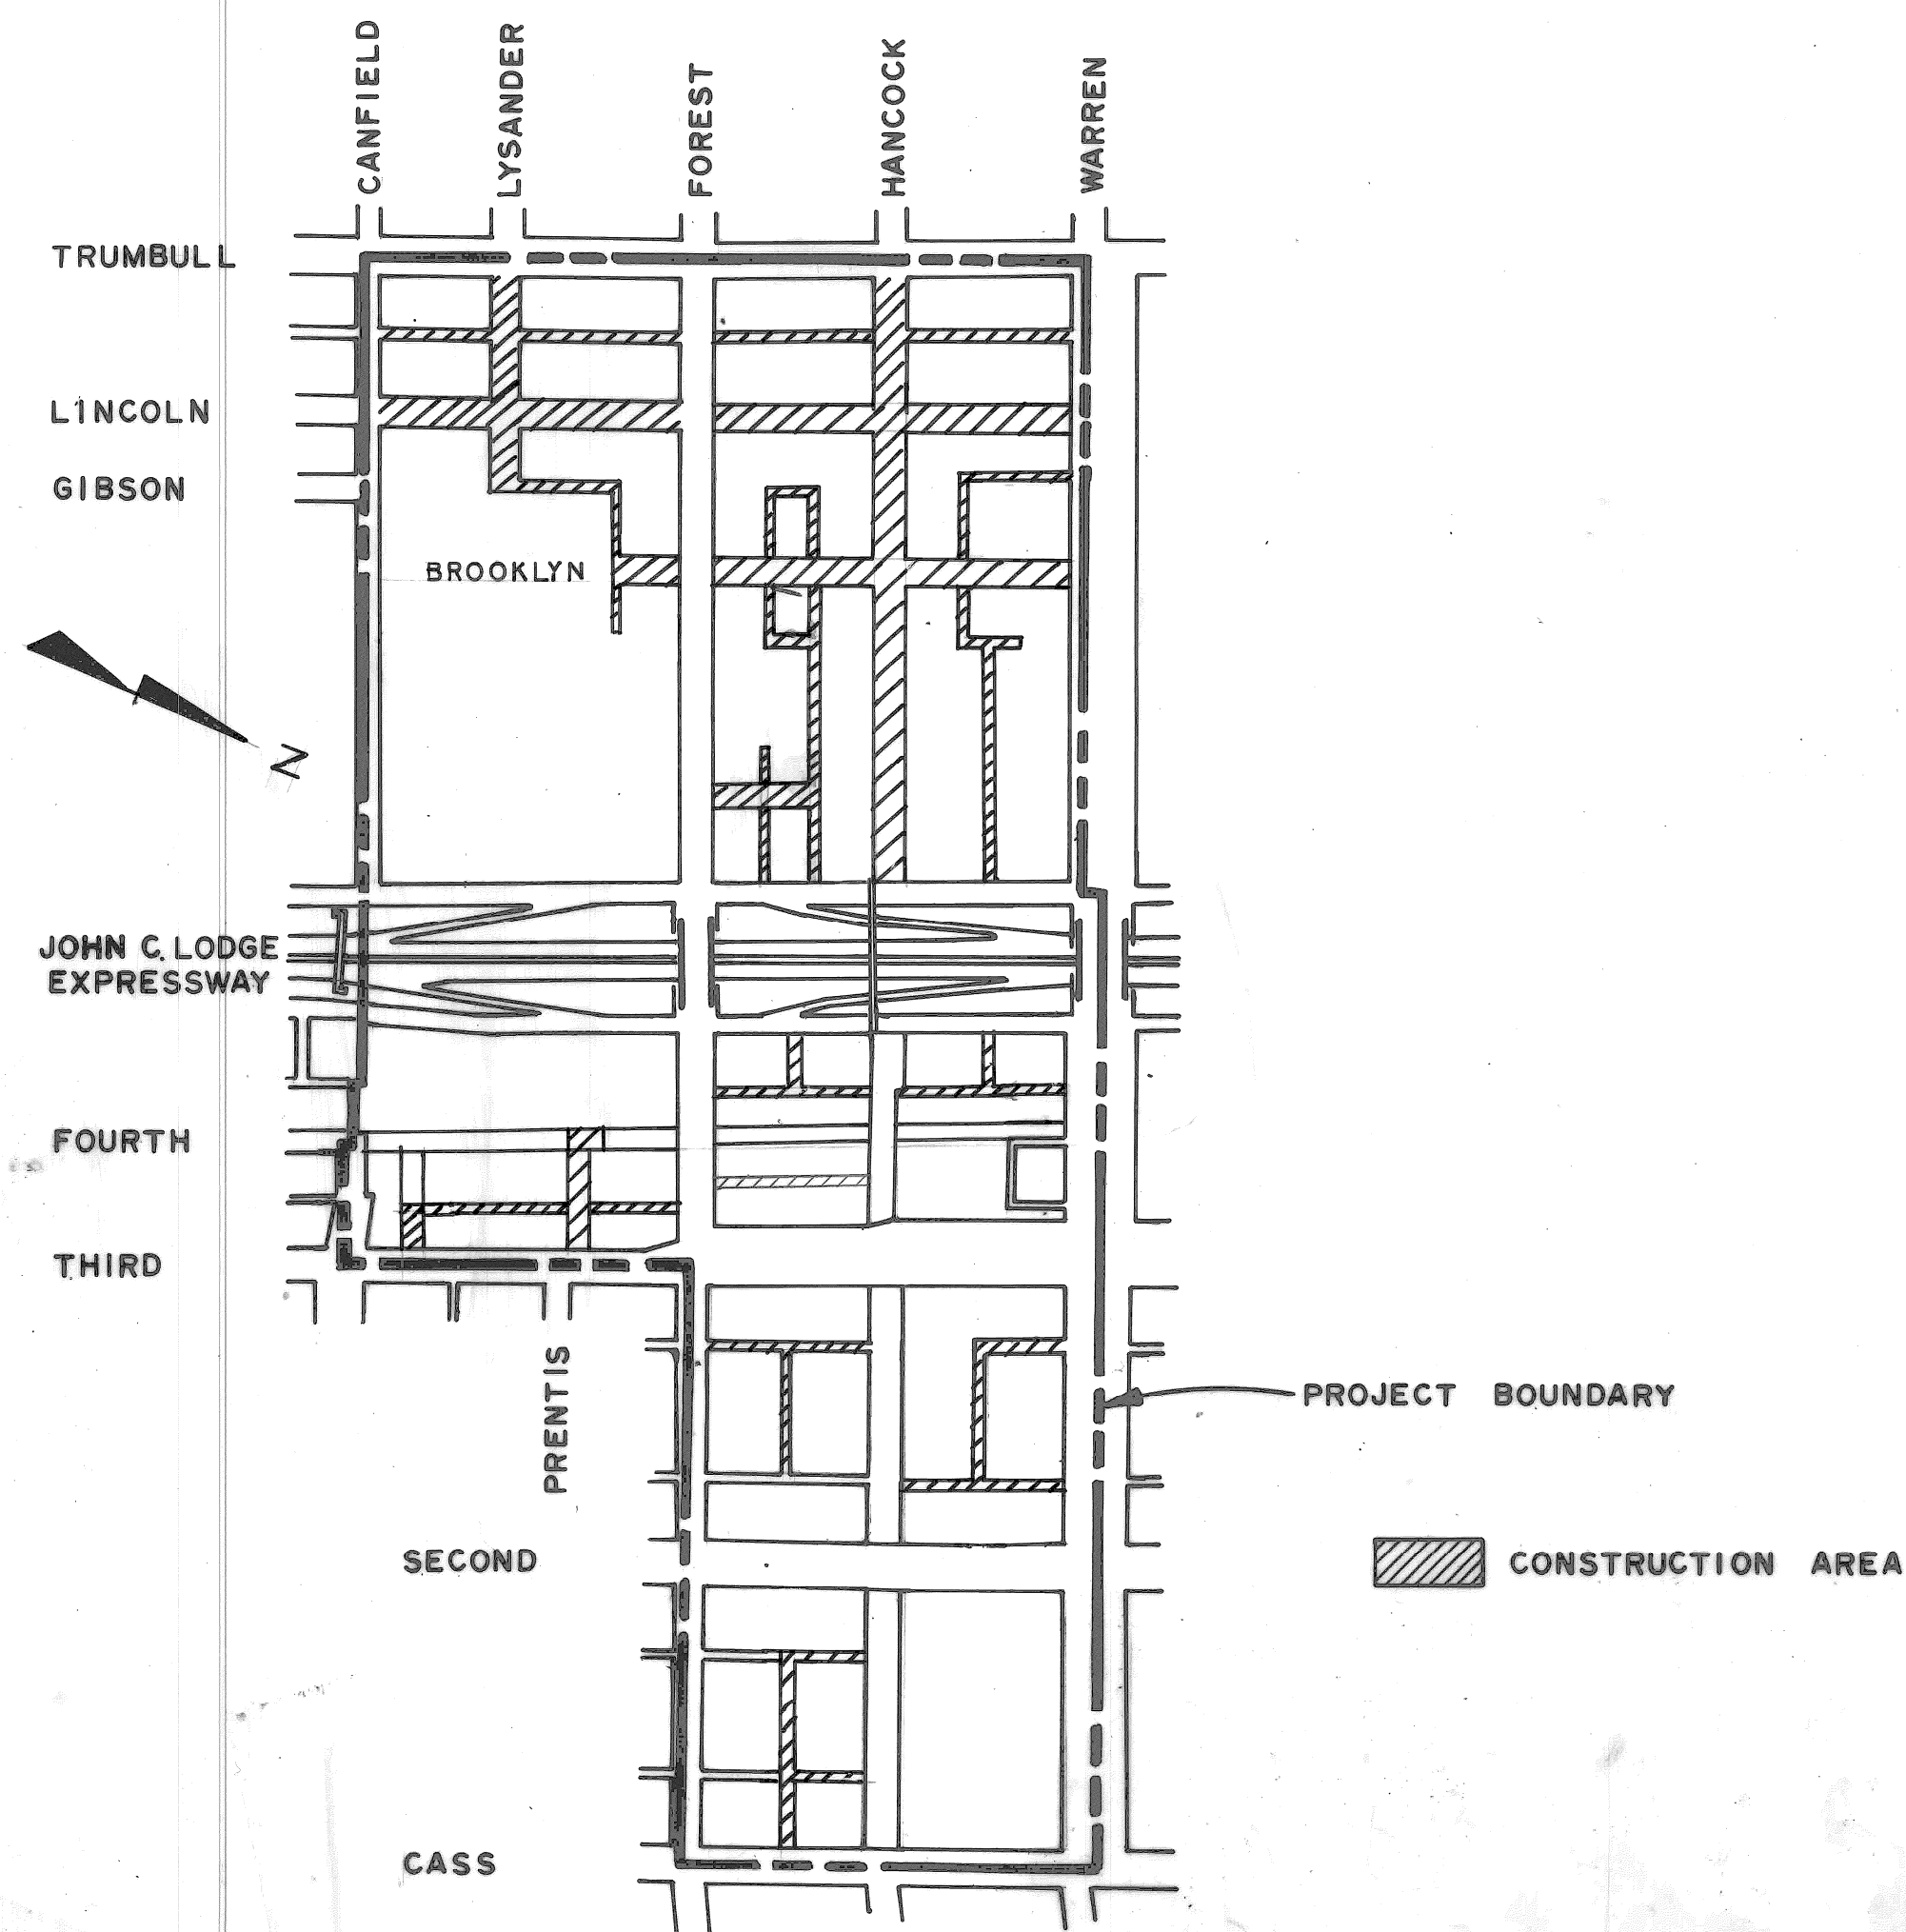 CANFIELD
LYSANDER
FOREST
HANCOCK
WARREN
TRUMBULL
LINCOLN
GIBSON
BROOKLYN
N
JOHN C. LODGE
EXPRESSWAY
FOURTH
THIRD
PRENTIS
PROJECT BOUNDARY
SECOND
CONSTRUCTION AREA
CASS